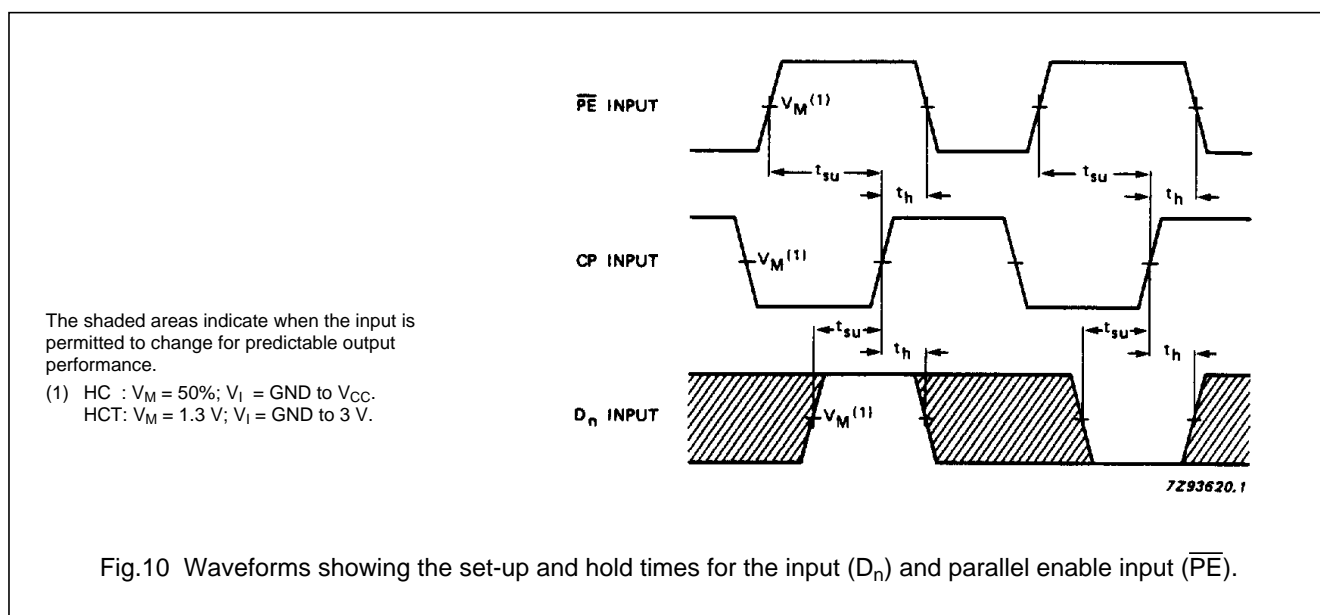 P̅E̅ INPUT
V_M(1)
t_su
t_su
t_h
t_h
CP INPUT
V_M(1)
t_su
t_su
t_h
t_h
D_n INPUT
V_M(1)
7Z93620.1
The shaded areas indicate when the input is
permitted to change for predictable output
performance.
(1) HC : V_M = 50%; V_I = GND to V_CC.
HCT: V_M = 1.3 V; V_I = GND to 3 V.
Fig.10 Waveforms showing the set-up and hold times for the input (D_n) and parallel enable input (P̅E̅).